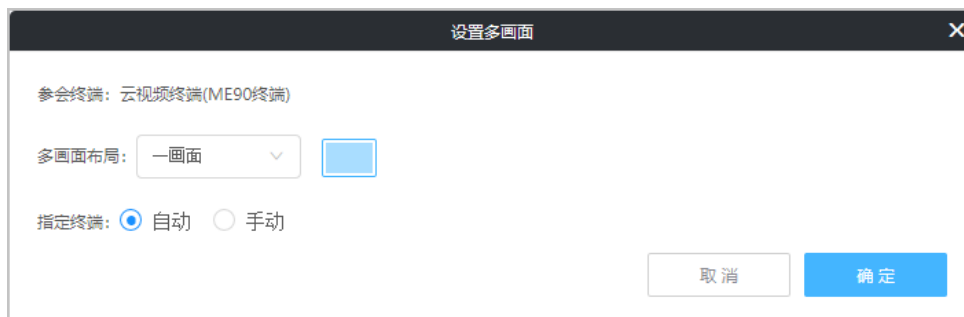 设置多画面
参会终端：云视频终端(ME90终端)
多画面布局： 一画面
指定终端： 自动 手动
取消 确定